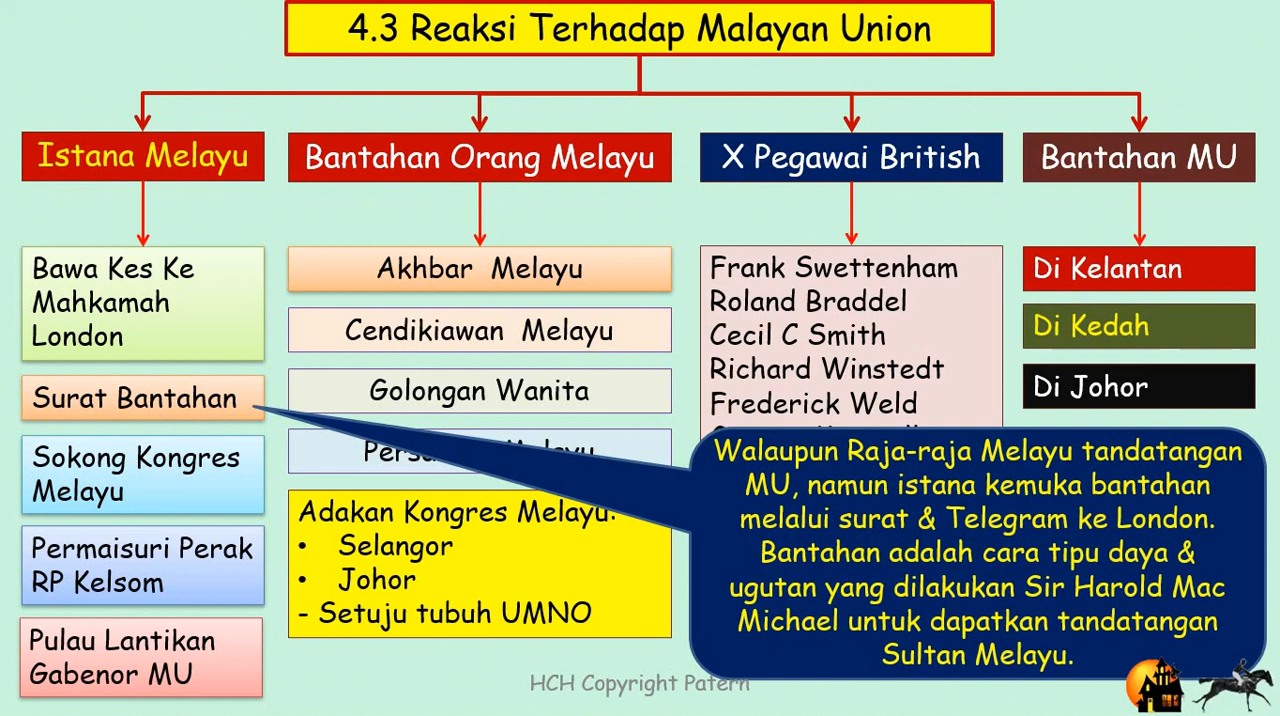 4.3 Reaksi Terhadap Malayan Union
Istana Melayu
Bawa Kes Ke
Mahkamah
London
Surat Bantahan
Sokong Kongres
Melayu
Permaisuri Perak
RP Kelsom
Pulau Lantikan
Gabenor MU
Bantahan Orang Melayu
Akhbar Melayu
Cendikiawan Melayu
Golongan Wanita
Melayu
Adakan Kongres Melayu:
• Selangor
• Johor
- Setuju tubuh UMNO
X Pegawai British
Frank Swettenham
Roland Braddel
Cecil C Smith
Richard Winstedt
Frederick Weld
Bantahan MU
Di Kelantan
Di Kedah
Di Johor
Walaupun Raja-raja Melayu tandatangan
MU, namun istana kemuka bantahan
melalui surat & Telegram ke London.
Bantahan adalah cara tipu daya &
ugutan yang dilakukan Sir Harold Mac
Michael untuk dapatkan tandatangan
Sultan Melayu.
HCH Copyright Patern